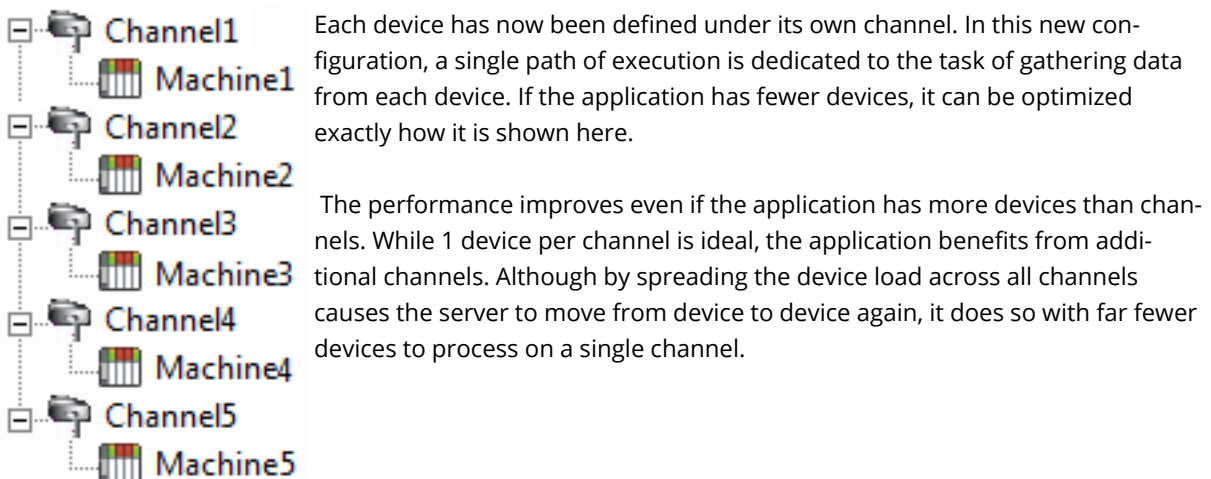 Channel1
Machine1
Channel2
Machine2
Channel3
Machine3
Channel4
Machine4
Channel5
Machine5
Each device has now been defined under its own channel. In this new con-
figuration, a single path of execution is dedicated to the task of gathering data
from each device. If the application has fewer devices, it can be optimized
exactly how it is shown here.
The performance improves even if the application has more devices than chan-
nels. While 1 device per channel is ideal, the application benefits from addi-
tional channels. Although by spreading the device load across all channels
causes the server to move from device to device again, it does so with far fewer
devices to process on a single channel.